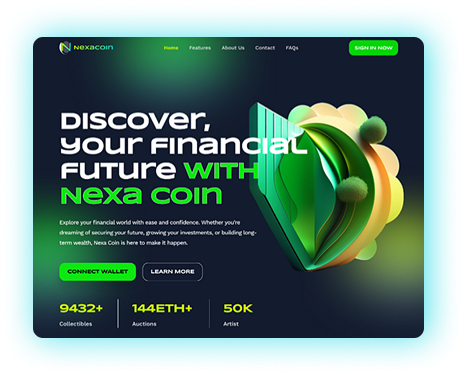 Nexacoin
Home Features About Us Contact FAQs
SIGN IN NOW
Discover,
your financial
future with
Nexa Coin
Explore your financial world with ease and confidence. Whether you're
dreaming of securing your future, growing your investments, or building long-
term wealth, Nexa Coin is here to make it happen.
CONNECT WALLET LEARN MORE
9432+ 144ETH+ 50K
Collectibles Auctions Artist